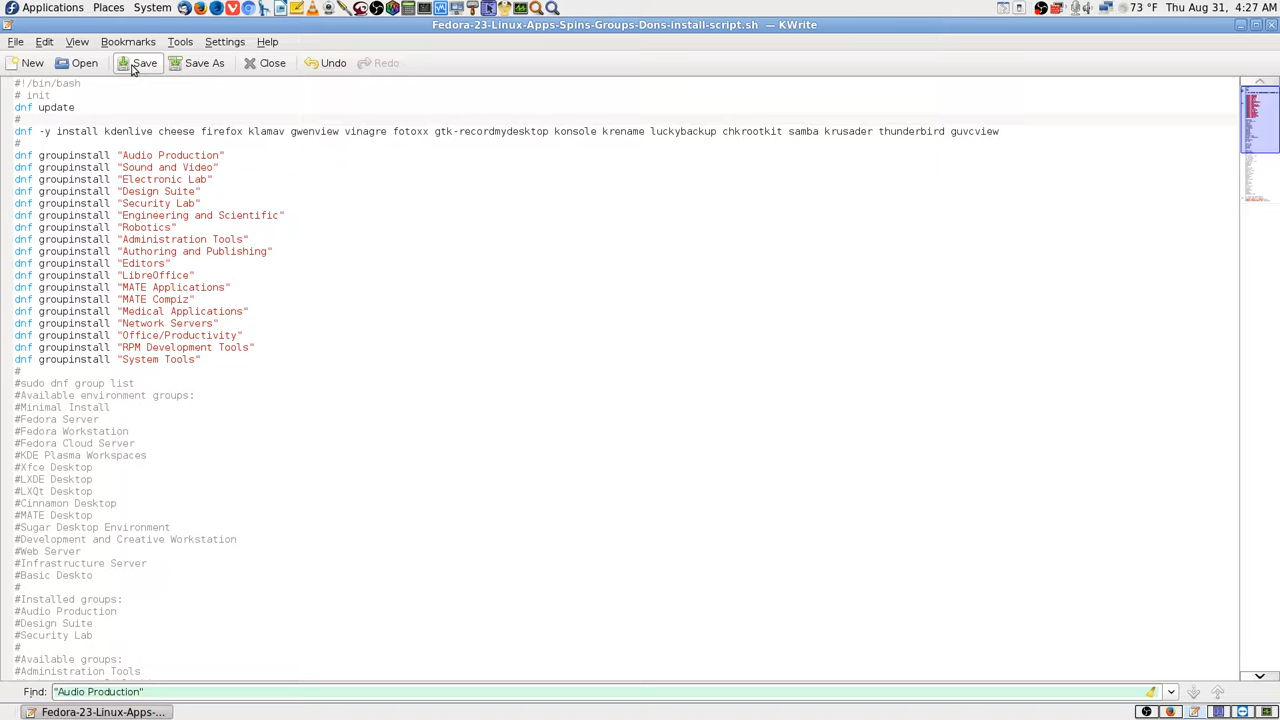 Applications Places System 73 °F Thu Aug 31, 4:27 AM
Fedora-23-Linux-Apps-Spins-Groups-Dons-install-script.sh — KWrite
File Edit View Bookmarks Tools Settings Help
New Open Save Save As Close Undo Redo
#!/bin/bash
# init
dnf update
#
dnf -y install kdenlive cheese firefox klamav gwenview vinagre fotoxx gtk-recordmydesktop konsole krename luckybackup chkrootkit samba krusader thunderbird guvcview
#
dnf groupinstall "Audio Production"
dnf groupinstall "Sound and Video"
dnf groupinstall "Electronic Lab"
dnf groupinstall "Design Suite"
dnf groupinstall "Security Lab"
dnf groupinstall "Engineering and Scientific"
dnf groupinstall "Robotics"
dnf groupinstall "Administration Tools"
dnf groupinstall "Authoring and Publishing"
dnf groupinstall "Editors"
dnf groupinstall "LibreOffice"
dnf groupinstall "MATE Applications"
dnf groupinstall "MATE Compiz"
dnf groupinstall "Medical Applications"
dnf groupinstall "Network Servers"
dnf groupinstall "Office/Productivity"
dnf groupinstall "RPM Development Tools"
dnf groupinstall "System Tools"
#
#sudo dnf group list
#Available environment groups:
#Minimal Install
#Fedora Server
#Fedora Workstation
#Fedora Cloud Server
#KDE Plasma Workspaces
#Xfce Desktop
#LXDE Desktop
#LXQt Desktop
#Cinnamon Desktop
#MATE Desktop
#Sugar Desktop Environment
#Development and Creative Workstation
#Web Server
#Infrastructure Server
#Basic Deskto
#
#Installed groups:
#Audio Production
#Design Suite
#Security Lab
#
#Available groups:
#Administration Tools
Find: "Audio Production"
Fedora-23-Linux-Apps-...